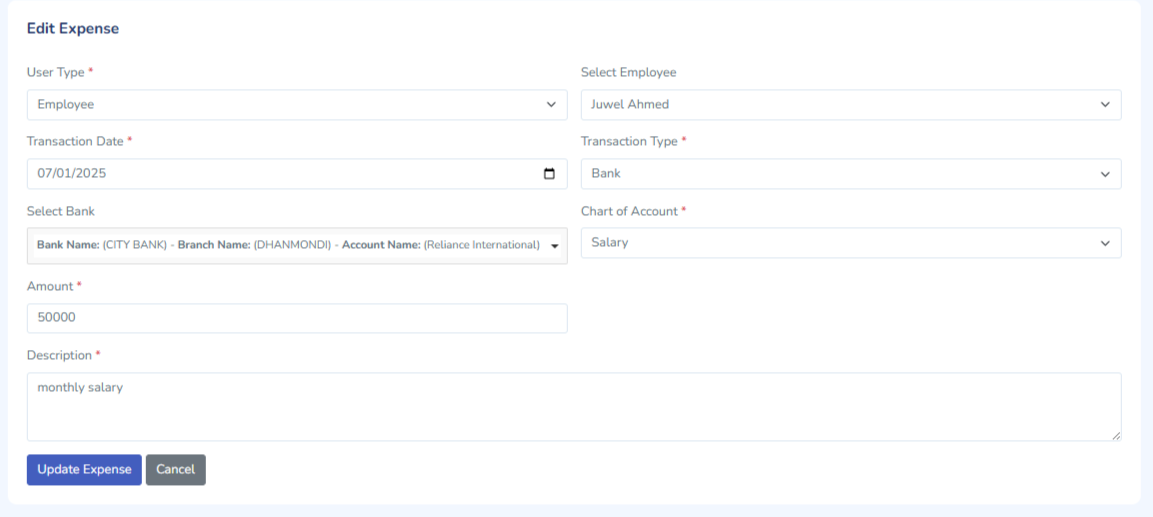 Edit Expense
User Type * Select Employee
Employee Juwel Ahmed
Transaction Date * Transaction Type *
07/01/2025 Bank
Select Bank Chart of Account *
Bank Name: (CITY BANK) - Branch Name: (DHANMONDI) - Account Name: (Reliance International) Salary
Amount *
50000
Description *
monthly salary
Update Expense Cancel